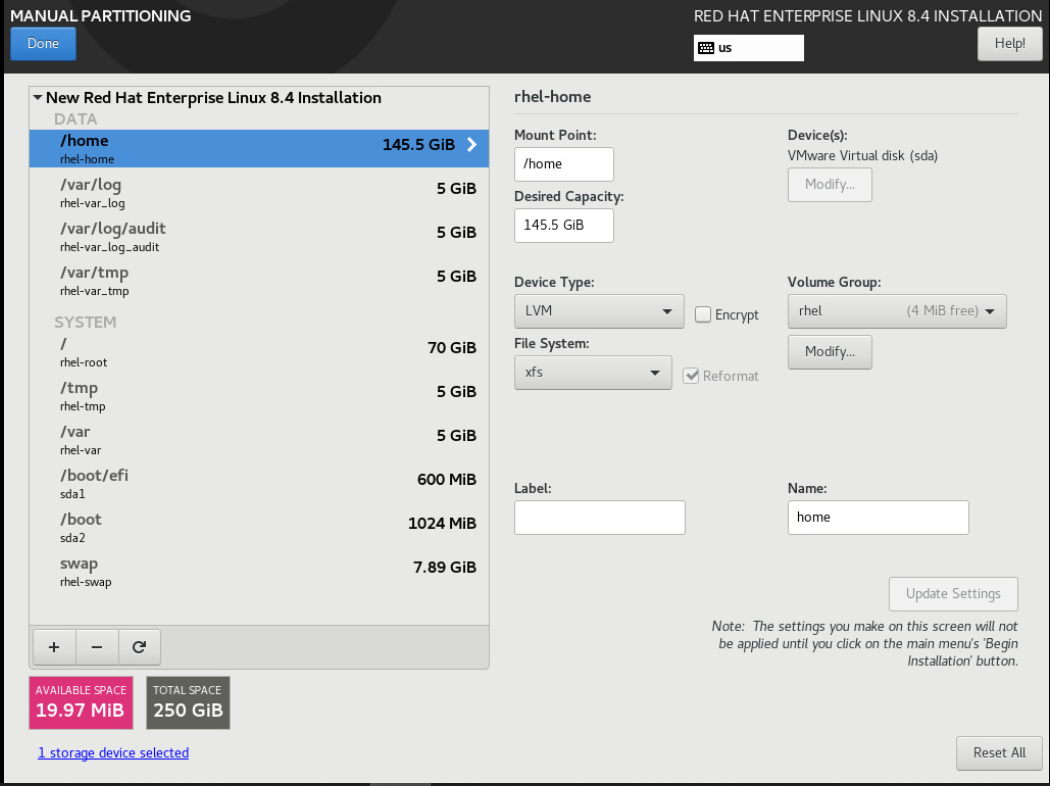 MANUAL PARTITIONING
RED HAT ENTERPRISE LINUX 8.4 INSTALLATION
Done
us
Help!
New Red Hat Enterprise Linux 8.4 Installation
DATA
/home
145.5 GiB
rhel-home
/var/log
5 GiB
rhel-var_log
/var/log/audit
5 GiB
rhel-var_log_audit
/var/tmp
5 GiB
rhel-var_tmp
SYSTEM
/
70 GiB
rhel-root
/tmp
5 GiB
rhel-tmp
/var
5 GiB
rhel-var
/boot/efi
600 MiB
sda1
/boot
1024 MiB
sda2
swap
7.89 GiB
rhel-swap
+ −
AVAILABLE SPACE
19.97 MiB
TOTAL SPACE
250 GiB
1 storage device selected
rhel-home
Mount Point:
/home
Desired Capacity:
145.5 GiB
Device(s):
VMware Virtual disk (sda)
Modify...
Device Type:
LVM
Encrypt
Volume Group:
rhel (4 MiB free)
Modify...
File System:
xfs
Reformat
Label:
Name:
home
Update Settings
Note: The settings you make on this screen will not
be applied until you click on the main menu's 'Begin
Installation' button.
Reset All